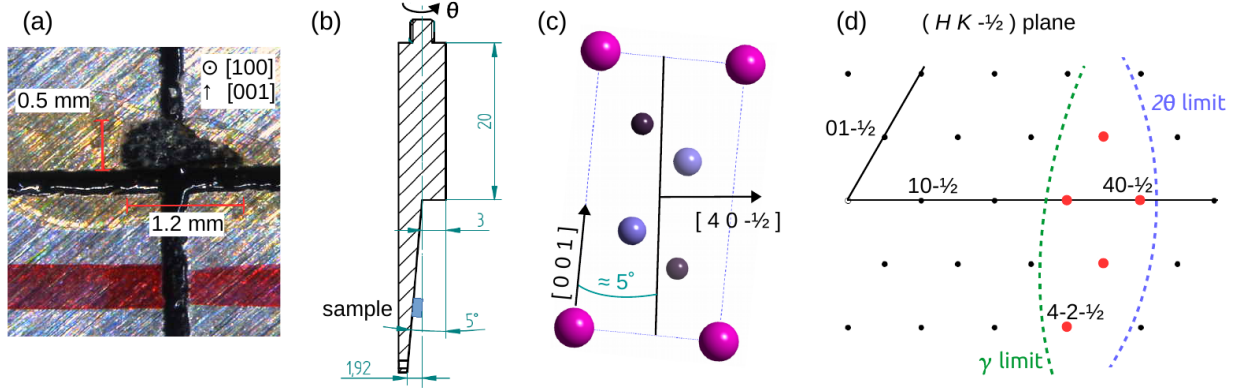 (a)
⊙ [100]
↑ [001]
0.5 mm
1.2 mm
(b)
θ
20
3
sample
5°
1,92
(c)
[ 4 0 -½ ]
[ 0 0 1 ]
≈ 5°
(d)
( H K -½ ) plane
2θ limit
01-½
10-½
40-½
4-2-½
γ limit